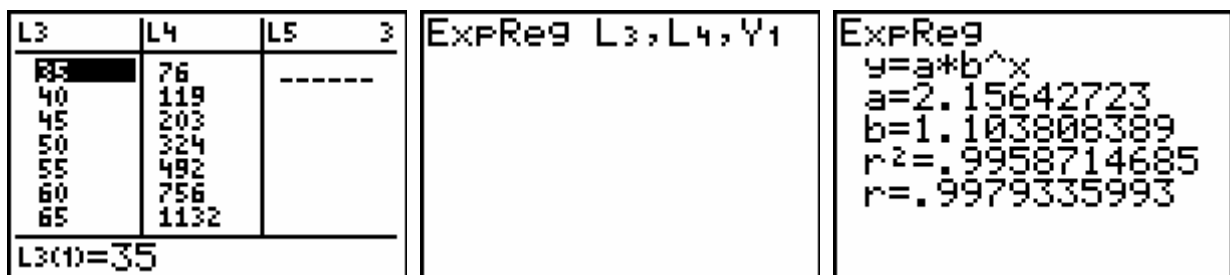 L3 L4 L5 3
35 76 ------
40 119
45 203
50 324
55 492
60 756
65 1132
L3(1)=35
ExpReg L3,L4,Y1
ExpReg
y=a*b^x
a=2.15642723
b=1.103808389
r²=.9958714685
r=.9979335993